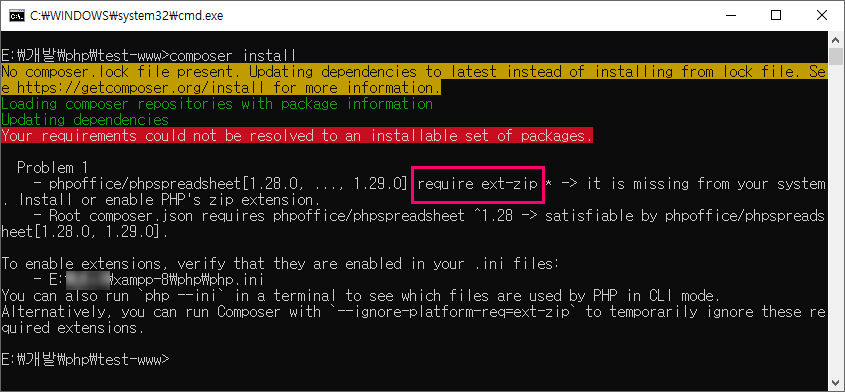 C:₩WINDOWS₩system32₩cmd.exe
E:₩개발₩php₩test-www>composer install
No composer.lock file present. Updating dependencies to latest instead of installing from lock file. Se
e https://getcomposer.org/install for more information.
Loading composer repositories with package information
Updating dependencies
Your requirements could not be resolved to an installable set of packages.
Problem 1
- phpoffice/phpspreadsheet[1.28.0, ..., 1.29.0] require ext-zip * -> it is missing from your system
. Install or enable PHP's zip extension.
- Root composer.json requires phpoffice/phpspreadsheet ^1.28 -> satisfiable by phpoffice/phpspreads
heet[1.28.0, 1.29.0].
To enable extensions, verify that they are enabled in your .ini files:
- E:₩xampp-8₩php₩php.ini
You can also run `php --ini` in a terminal to see which files are used by PHP in CLI mode.
Alternatively, you can run Composer with `--ignore-platform-req=ext-zip` to temporarily ignore these re
quired extensions.
E:₩개발₩php₩test-www>